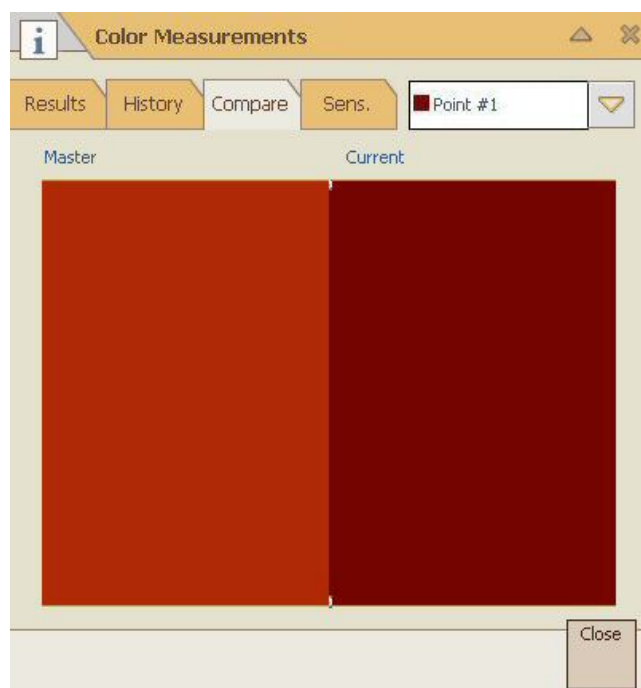 i Color Measurements
Results History Compare Sens. Point #1
Master Current
Close